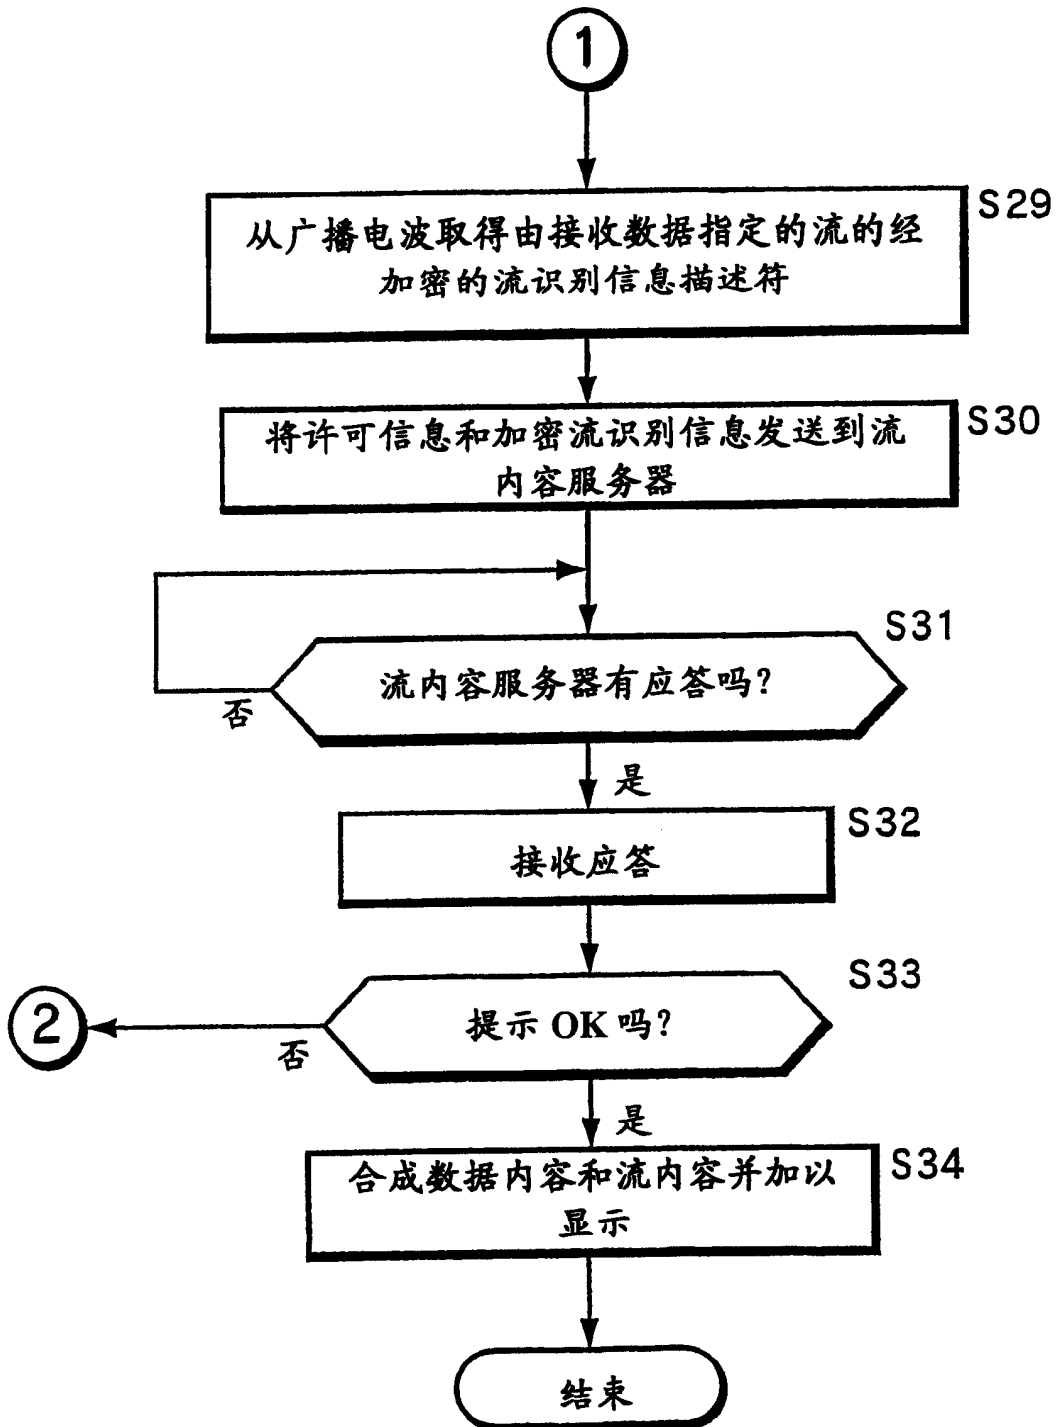 1
S29
从广播电波取得由接收数据指定的流的经
加密的流识别信息描述符
S30
将许可信息和加密流识别信息发送到流
内容服务器
S31
流内容服务器有应答吗?
否
是
S32
接收应答
S33
提示 OK 吗?
2
否
是
S34
合成数据内容和流内容并加以
显示
结束